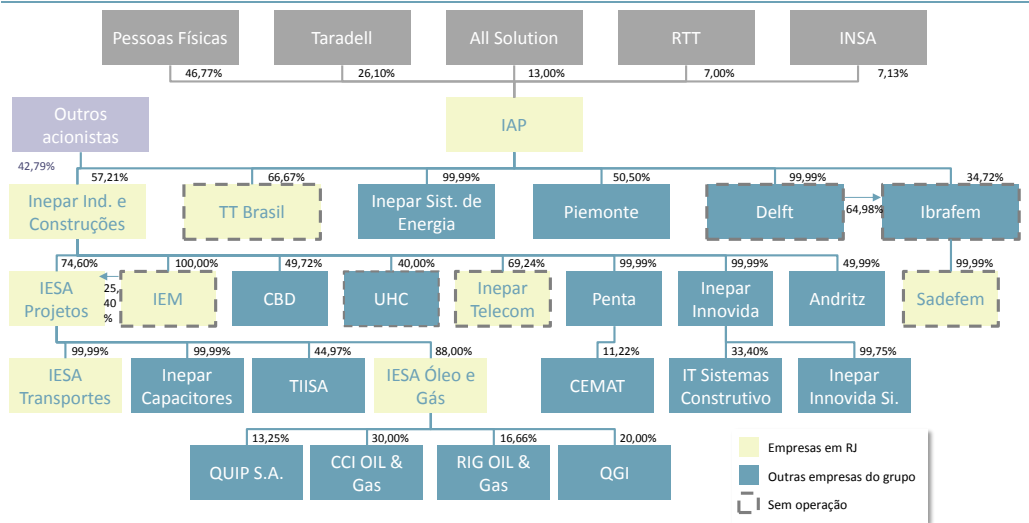 Pessoas Físicas
Taradell
All Solution
RTT
INSA
46,77%
26,10%
13,00%
7,00%
7,13%
Outros
acionistas
IAP
42,79%
57,21%
66,67%
99,99%
50,50%
99,99%
34,72%
Inepar Ind. e
Construções
TT Brasil
Inepar Sist. de
Energia
Piemonte
Delft
64,98%
Ibrafem
74,60%
100,00%
49,72%
40,00%
69,24%
99,99%
99,99%
49,99%
99,99%
IESA
Projetos
25,
40
%
IEM
CBD
UHC
Inepar
Telecom
Penta
Inepar
Innovida
Andritz
Sadefem
99,99%
99,99%
44,97%
88,00%
11,22%
33,40%
99,75%
IESA
Transportes
Inepar
Capacitores
TIISA
IESA Óleo e
Gás
CEMAT
IT Sistemas
Construtivo
Inepar
Innovida Si.
13,25%
30,00%
16,66%
20,00%
QUIP S.A.
CCI OIL &
Gas
RIG OIL &
Gas
QGI
Empresas em RJ
Outras empresas do grupo
Sem operação